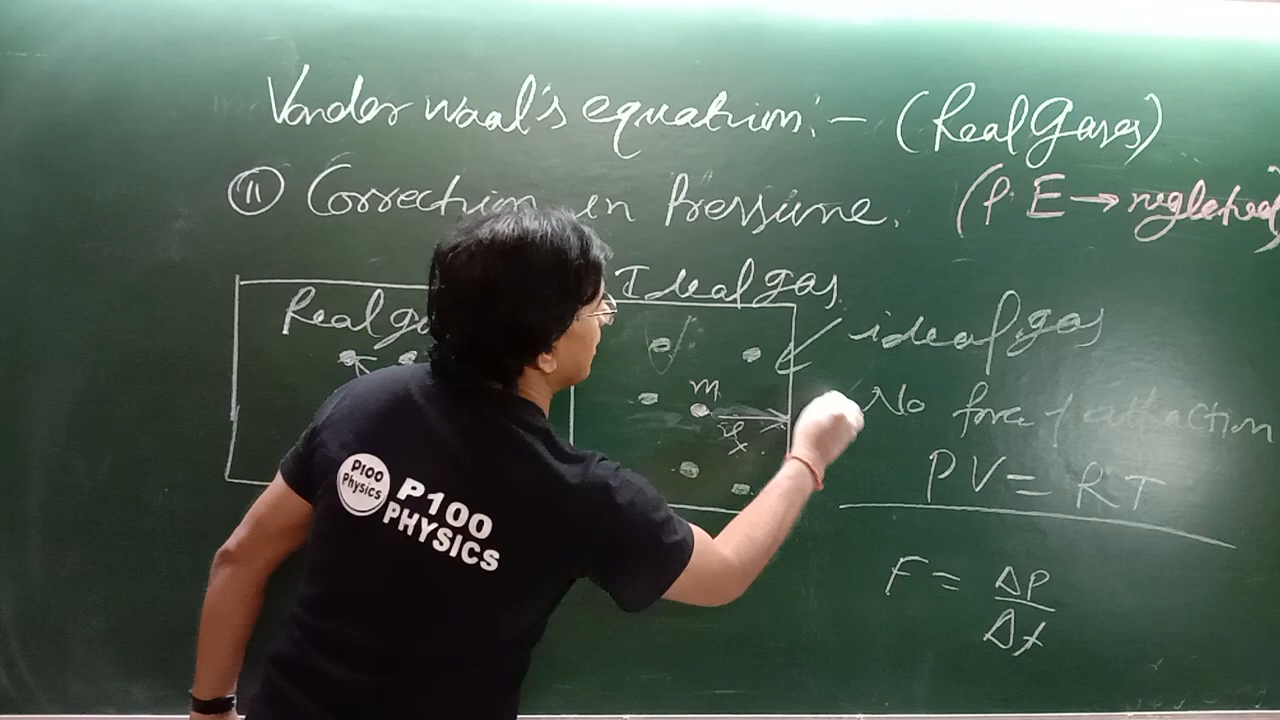 Vander Waal's equation:- (Real Gases)
(ii) Correction in Pressure. (P.E → neglected)
Real ga
Ideal gas
ideal gas
m
No force of attraction
PV = RT
F = Δp/Δt
P100
Physics
P100
PHYSICS